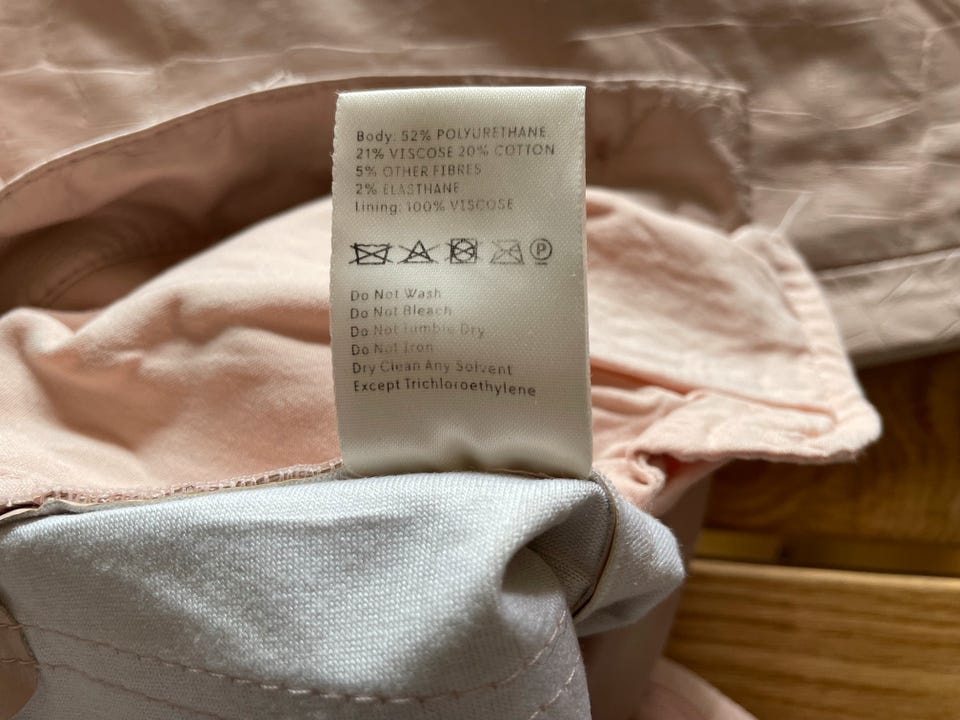 Body: 52% POLYURETHANE
21% VISCOSE 20% COTTON
5% OTHER FIBRES
2% ELASTHANE
Lining: 100% VISCOSE
P
Do Not Wash
Do Not Bleach
Do Not Tumble Dry
Do Not Iron
Dry Clean Any Solvent
Except Trichloroethylene